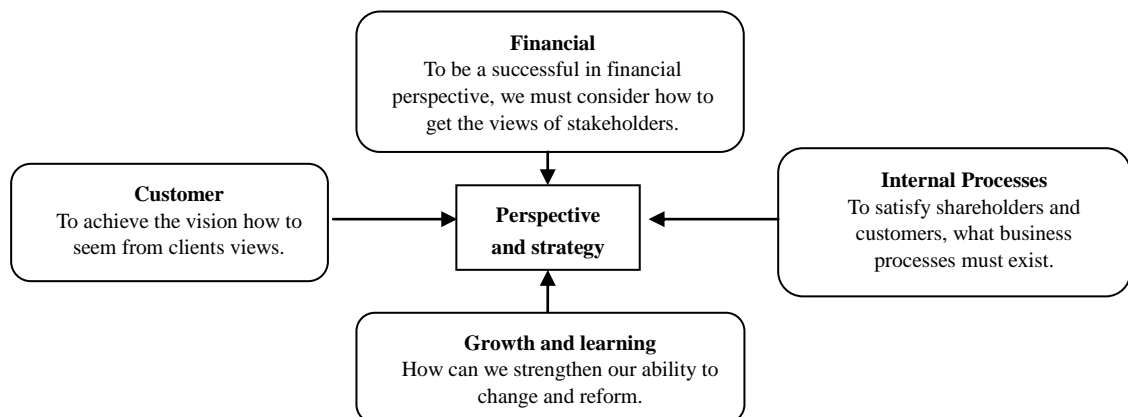 Financial
To be a successful in financial
perspective, we must consider how to
get the views of stakeholders.
Customer
To achieve the vision how to
seem from clients views.
Perspective
and strategy
Internal Processes
To satisfy shareholders and
customers, what business
processes must exist.
Growth and learning
How can we strengthen our ability to
change and reform.